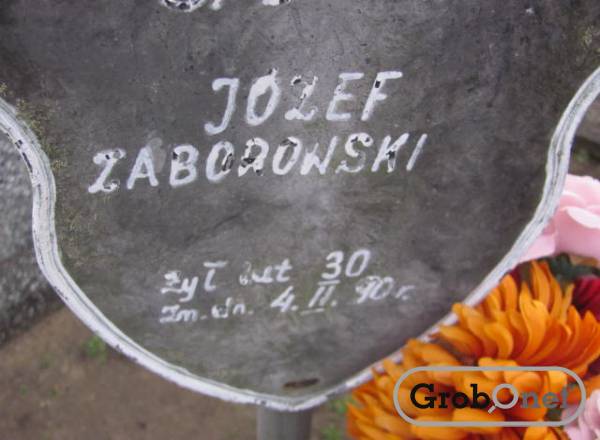 JÓZEF
ZABOROWSKI
żył lat 30
zm. dn. 4. II. 90 r.
GrobOnet